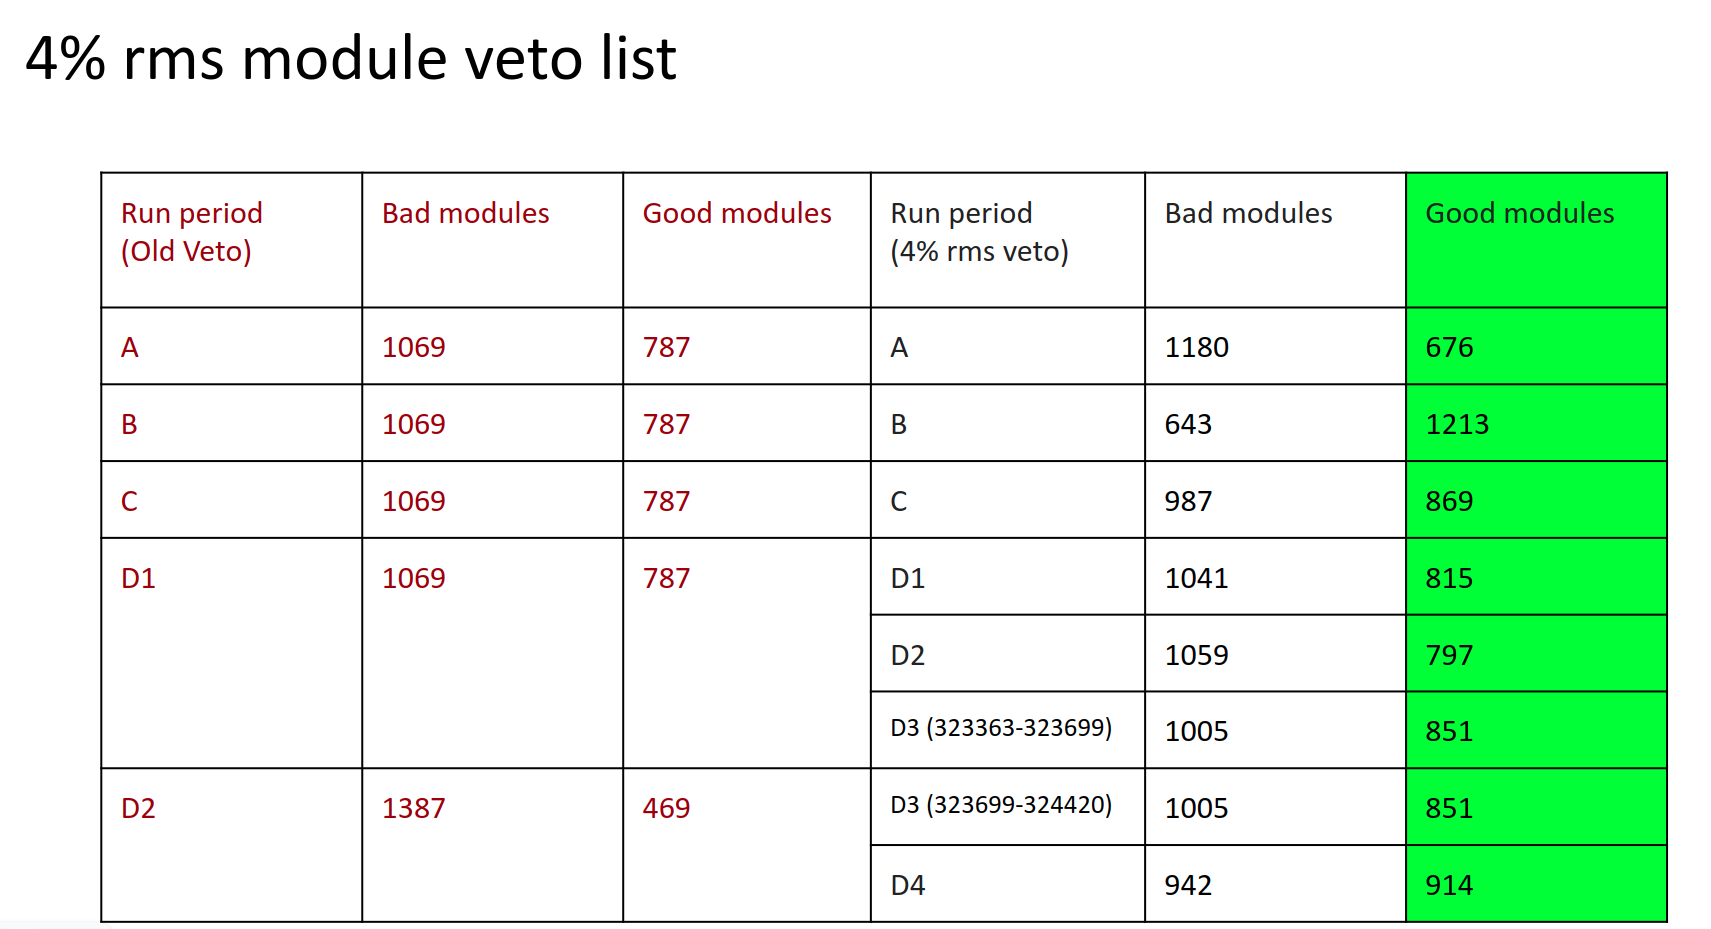 4% rms module veto list
Run period
(Old Veto)
Bad modules
Good modules
Run period
(4% rms veto)
Bad modules
Good modules
A 1069 787 A 1180 676
B 1069 787 B 643 1213
C 1069 787 C 987 869
D1 1069 787 D1 1041 815
D2 1059 797
D3 (323363-323699) 1005 851
D2 1387 469 D3 (323699-324420) 1005 851
D4 942 914